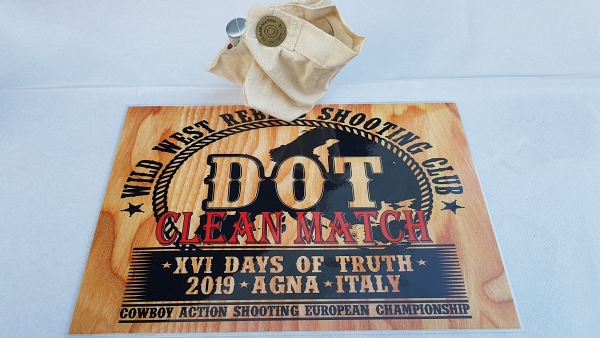 WILD WEST REBELS SHOOTING CLUB
DOT
CLEAN MATCH
XVI DAYS OF TRUTH
2019 ★ AGNA ★ ITALY
COWBOY ACTION SHOOTING EUROPEAN CHAMPIONSHIP